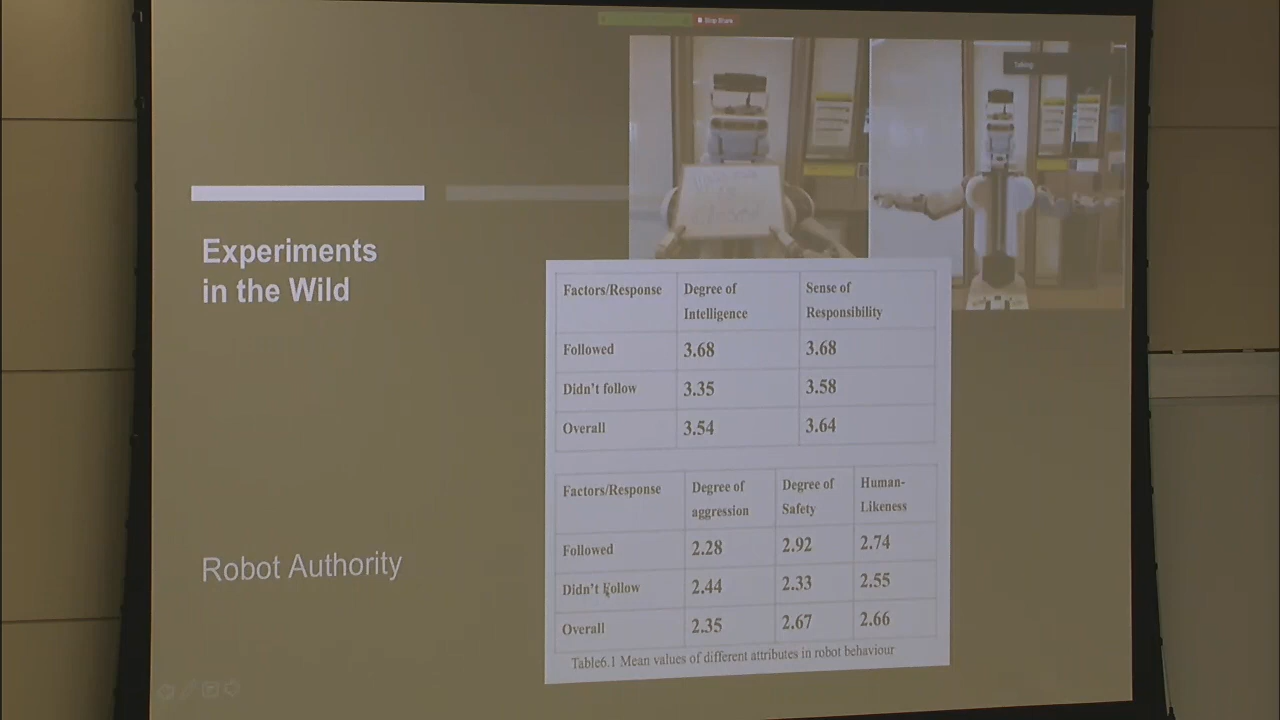 Stop Share
Talking:
Experiments
in the Wild
Robot Authority
Factors/Response Degree of Intelligence Sense of Responsibility
Followed 3.68 3.68
Didn't follow 3.35 3.58
Overall 3.54 3.64
Factors/Response Degree of aggression Degree of Safety Human-Likeness
Followed 2.28 2.92 2.74
Didn't Follow 2.44 2.33 2.55
Overall 2.35 2.67 2.66
Table6.1 Mean values of different attributes in robot behaviour